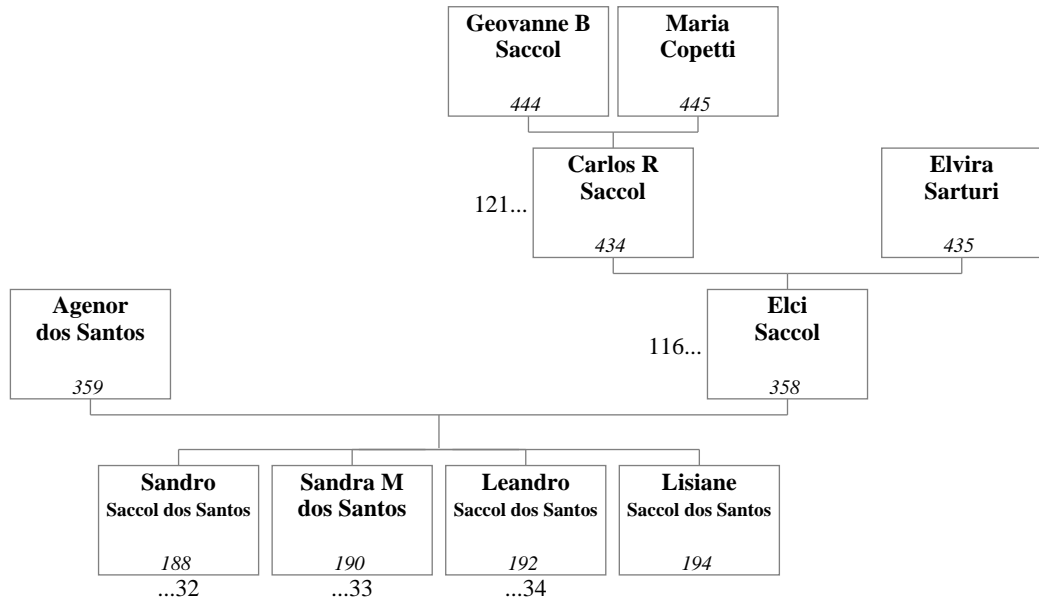 Geovanne B
Saccol
444
Maria
Copetti
445
121...
Carlos R
Saccol
434
Elvira
Sarturi
435
Agenor
dos Santos
359
116...
Elci
Saccol
358
Sandro
Saccol dos Santos
188
...32
Sandra M
dos Santos
190
...33
Leandro
Saccol dos Santos
192
...34
Lisiane
Saccol dos Santos
194